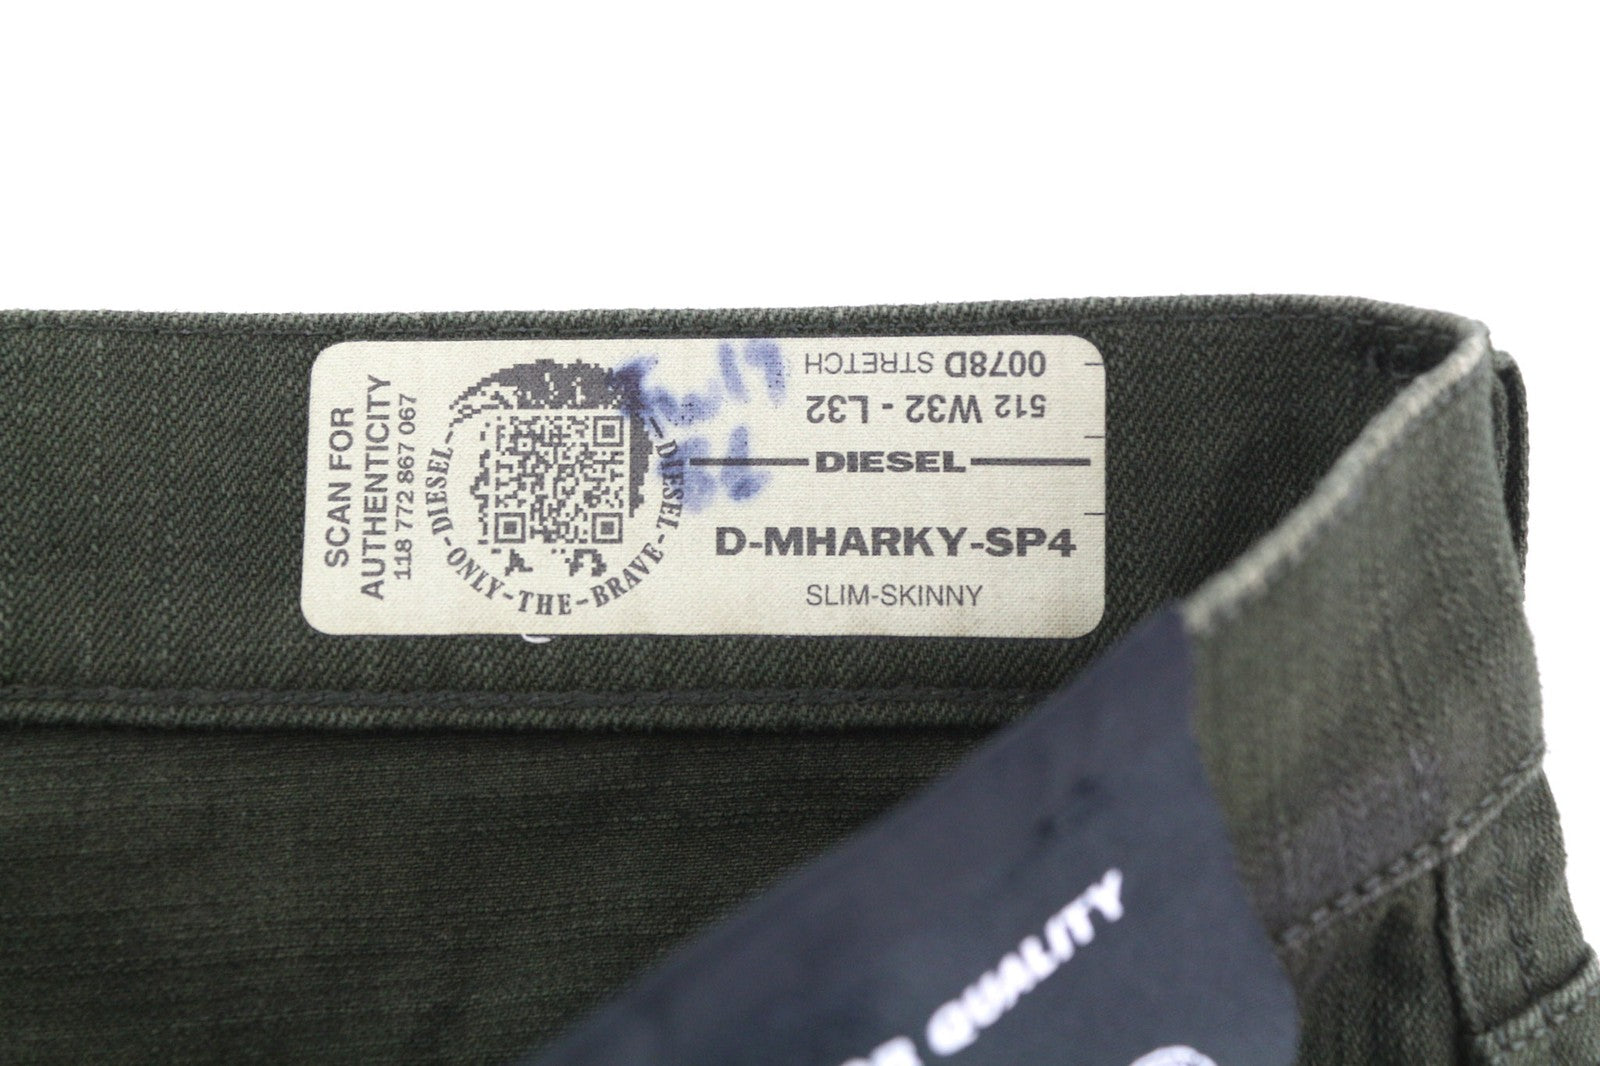 SCAN FOR
AUTHENTICITY
118 772 867 067
DIESEL-ONLY-THE-BRAVE-DIESEL
0078D STRETCH
512 W32 - L32
DIESEL
D-MHARKY-SP4
SLIM-SKINNY
QUALITY